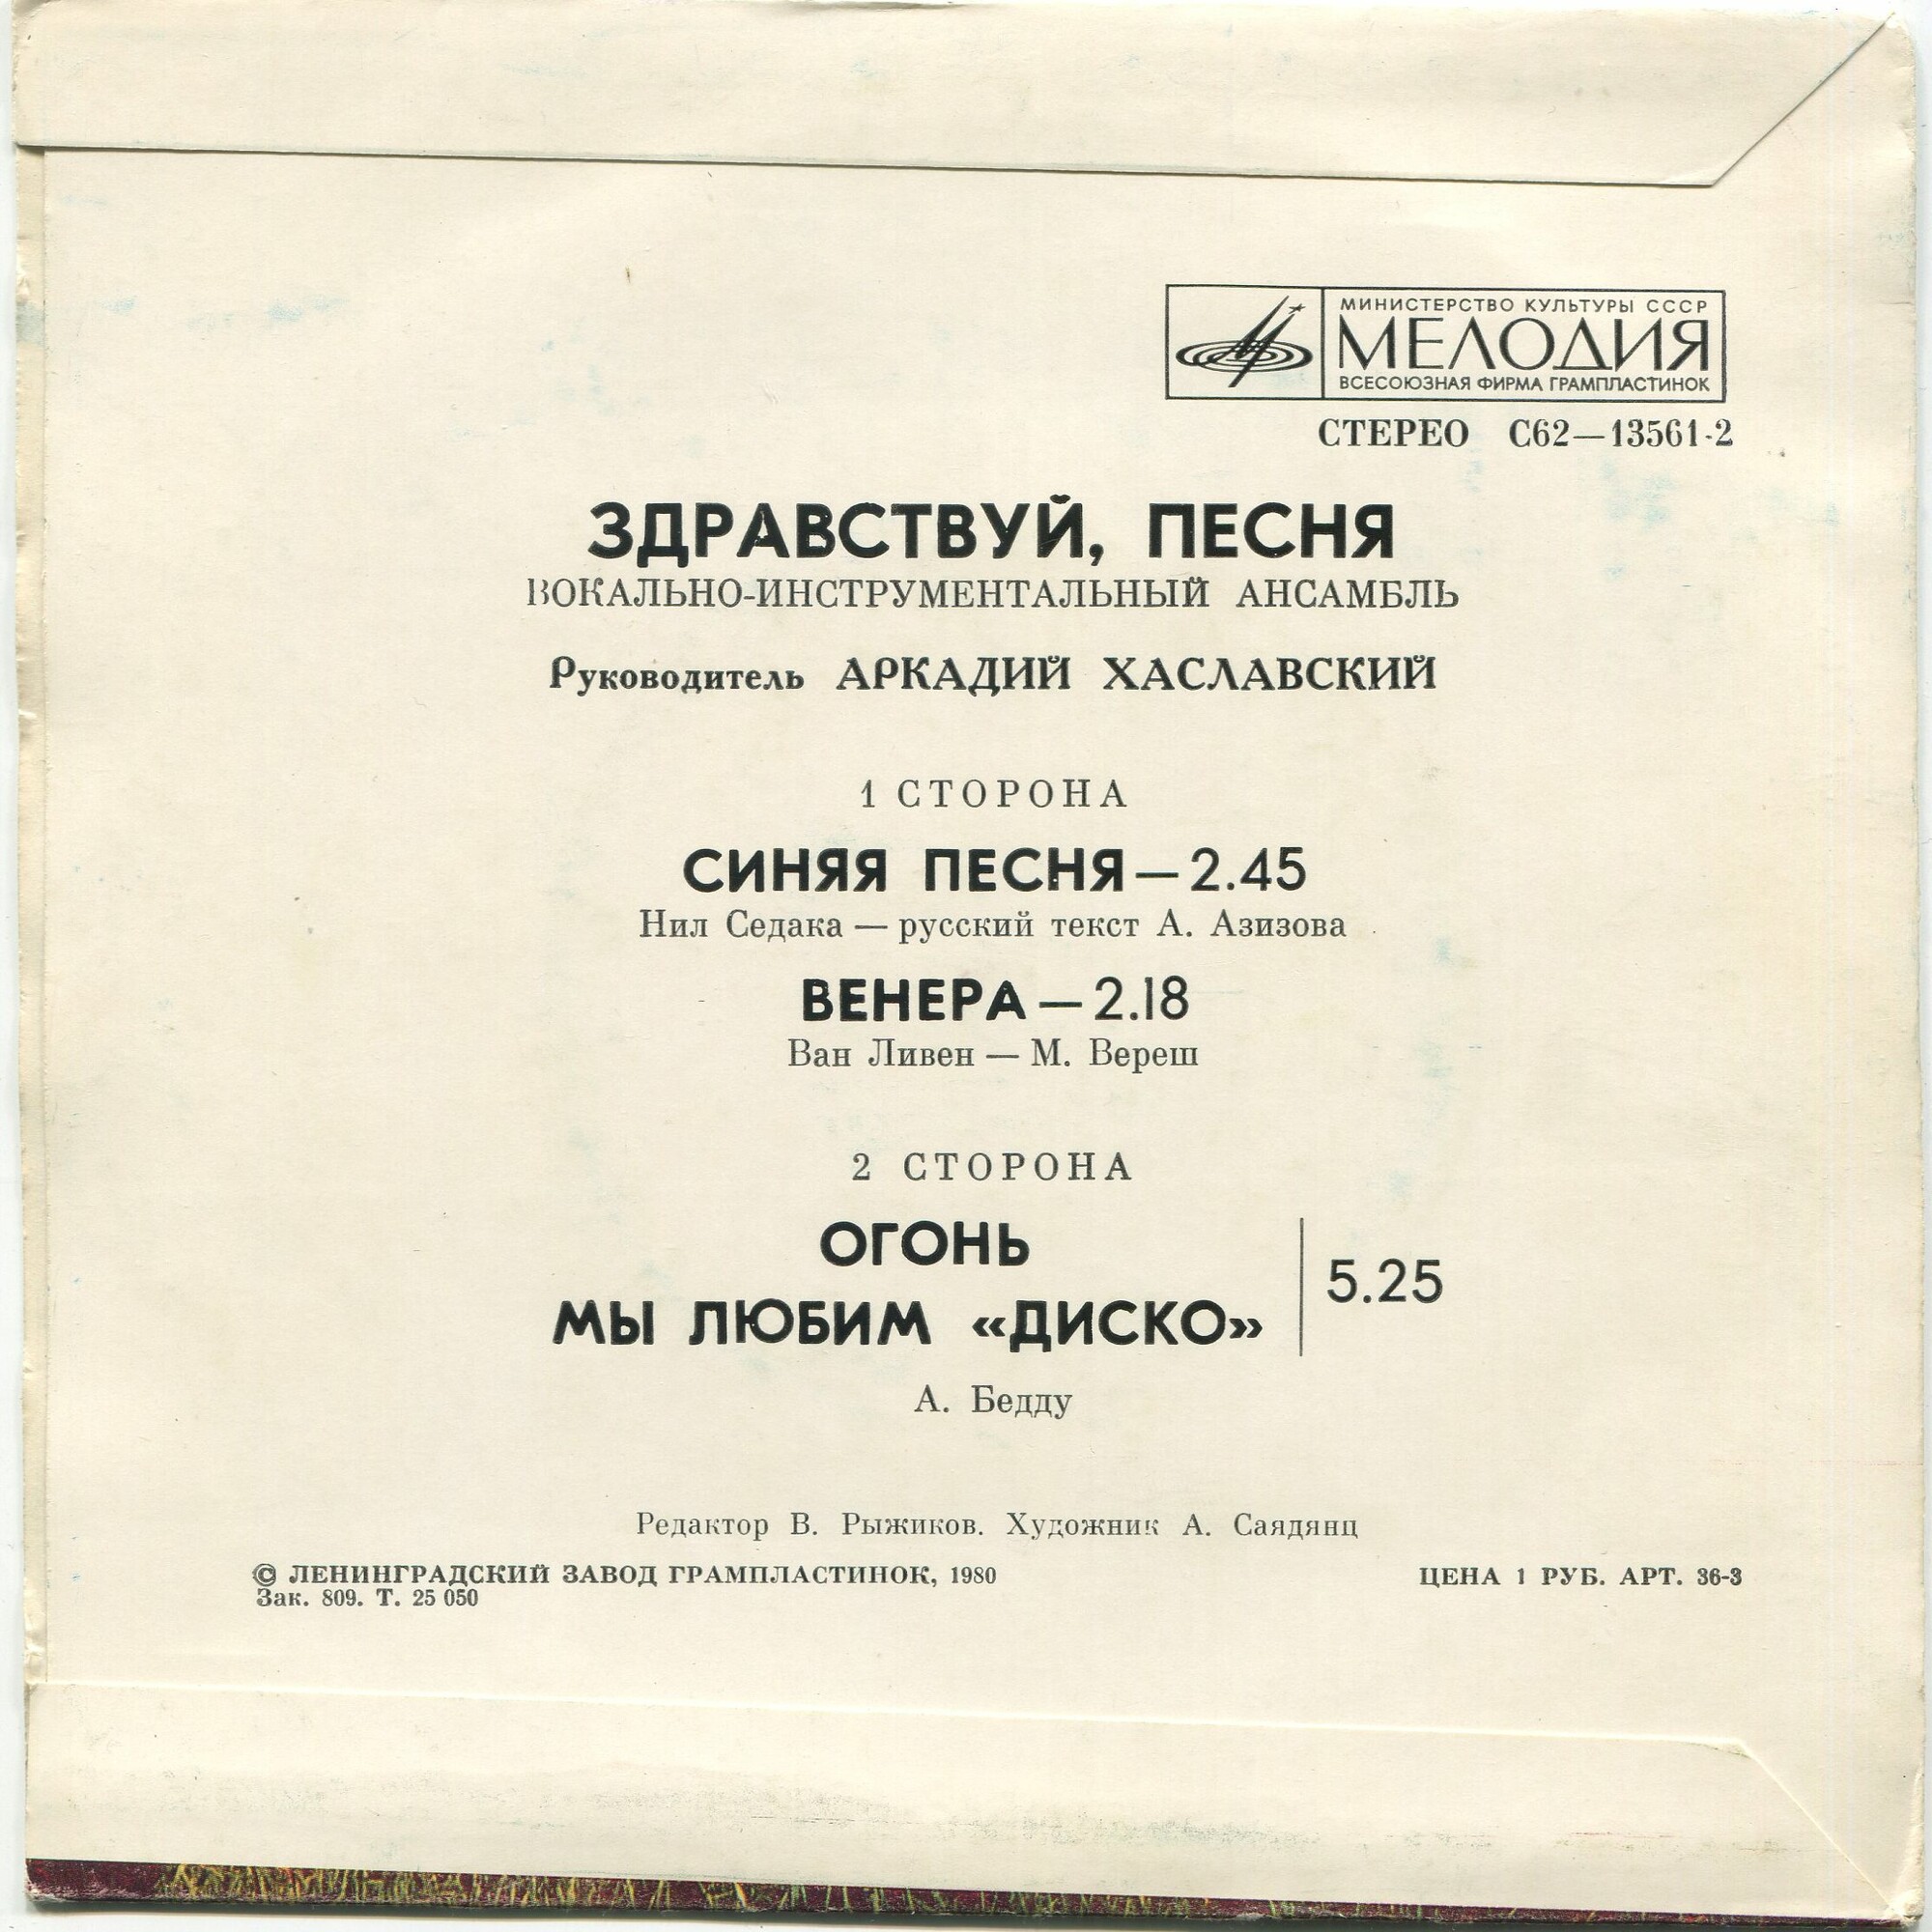 МИНИСТЕРСТВО КУЛЬТУРЫ СССР
МЕЛОДИЯ
ВСЕСОЮЗНАЯ ФИРМА ГРАМПЛАСТИНОК
СТЕРЕО С62—13561-2
ЗДРАВСТВУЙ, ПЕСНЯ
ВОКАЛЬНО-ИНСТРУМЕНТАЛЬНЫЙ АНСАМБЛЬ
Руководитель АРКАДИЙ ХАСЛАВСКИЙ
1 СТОРОНА
СИНЯЯ ПЕСНЯ—2.45
Нил Седака — русский текст А. Азизова
ВЕНЕРА—2.18
Ван Ливен — М. Вереш
2 СТОРОНА
ОГОНЬ
МЫ ЛЮБИМ «ДИСКО»
5.25
А. Бедду
Редактор В. Рыжиков. Художник А. Саядянц
© ЛЕНИНГРАДСКИЙ ЗАВОД ГРАМПЛАСТИНОК, 1980
Зак. 809. Т. 25 050
ЦЕНА 1 РУБ. АРТ. 36-3